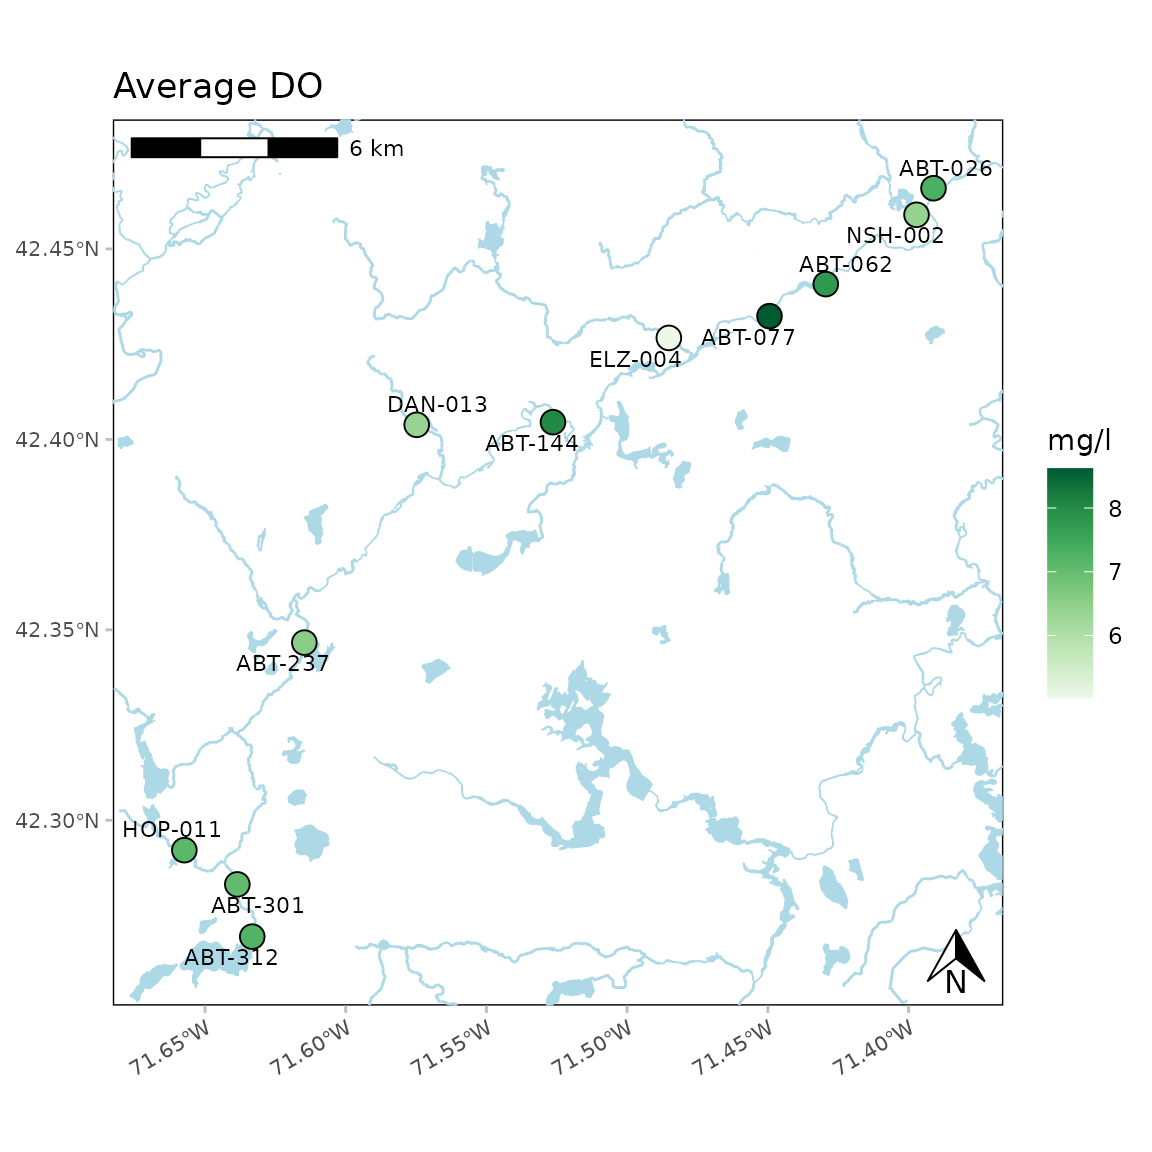 Average DO
6 km
ABT-026
NSH-002
42.45°N
ABT-062
ABT-077
ELZ-004
DAN-013
42.40°N
ABT-144
mg/l
8
7
42.35°N
6
ABT-237
42.30°N
HOP-011
ABT-301
ABT-312
N
71.65°W
71.60°W
71.55°W
71.50°W
71.45°W
71.40°W